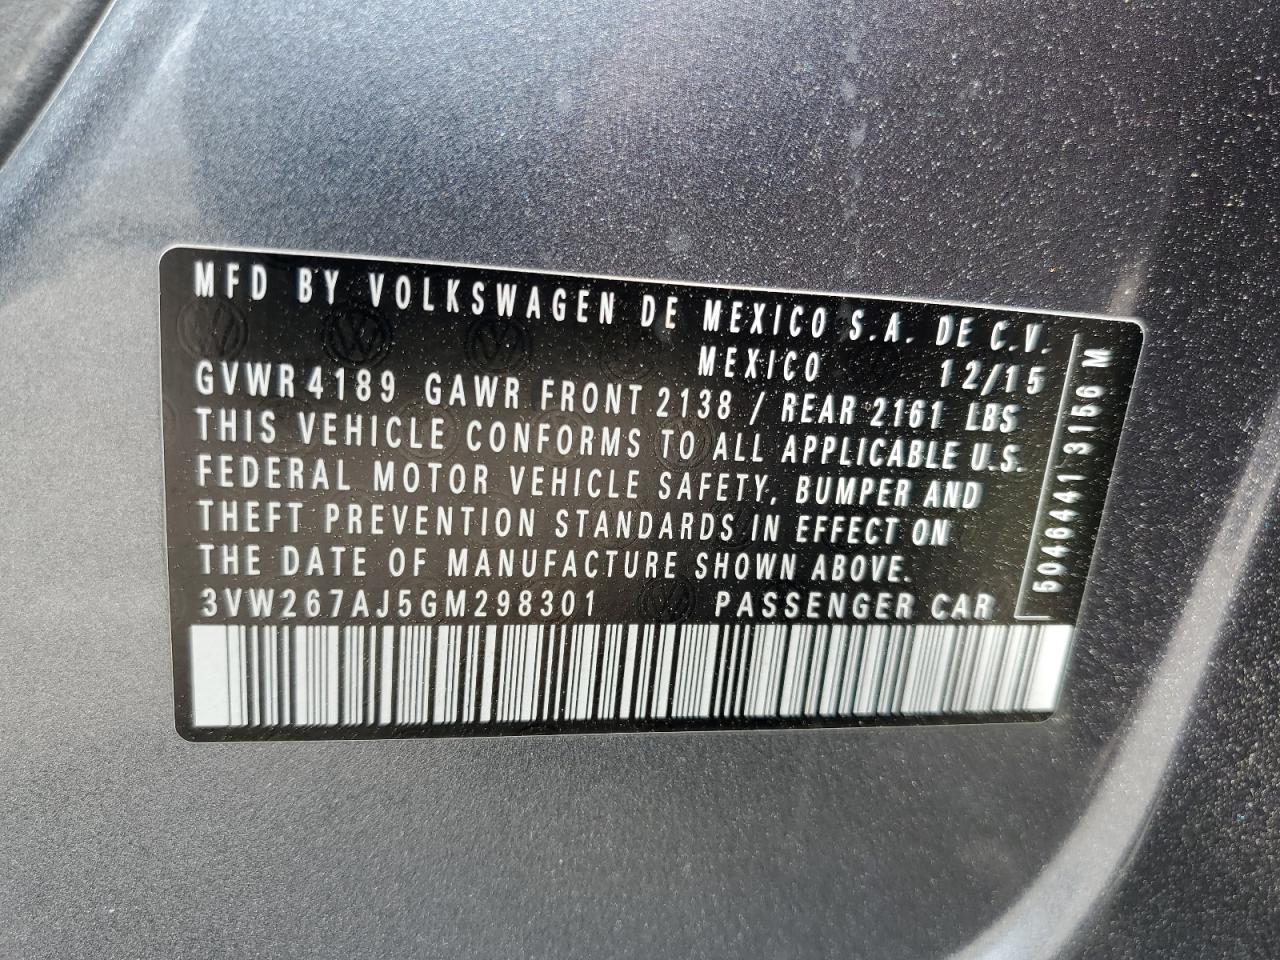 MFD BY VOLKSWAGEN DE MEXICO S.A. DE C.V.
MEXICO 12/15
GVWR 4189 GAWR FRONT 2138 / REAR 2161 LBS
THIS VEHICLE CONFORMS TO ALL APPLICABLE U.S.
FEDERAL MOTOR VEHICLE SAFETY, BUMPER AND
THEFT PREVENTION STANDARDS IN EFFECT ON
THE DATE OF MANUFACTURE SHOWN ABOVE.
3VW267AJ5GM298301 PASSENGER CAR
5046441 3156 M